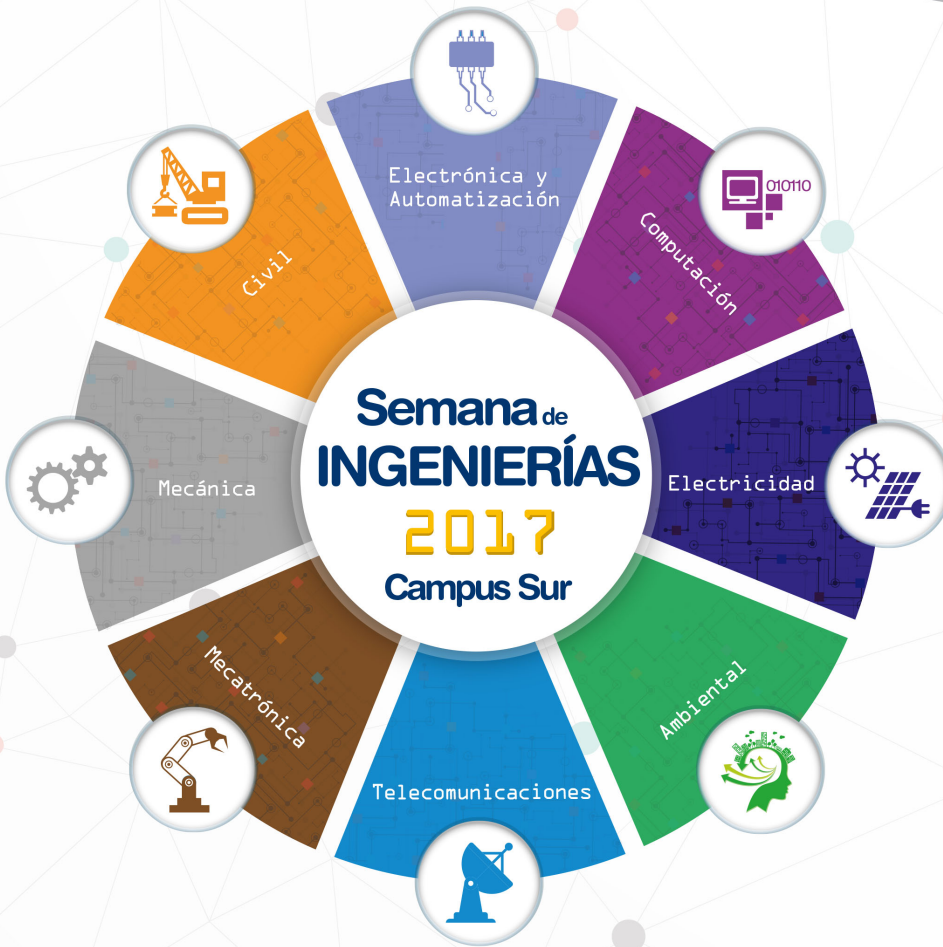 Semana de
INGENIERÍAS
2017
Campus Sur
Electrónica y
Automatización
010110
Computación
Electricidad
Ambiental
Telecomunicaciones
Mecatrónica
Mecánica
Civil